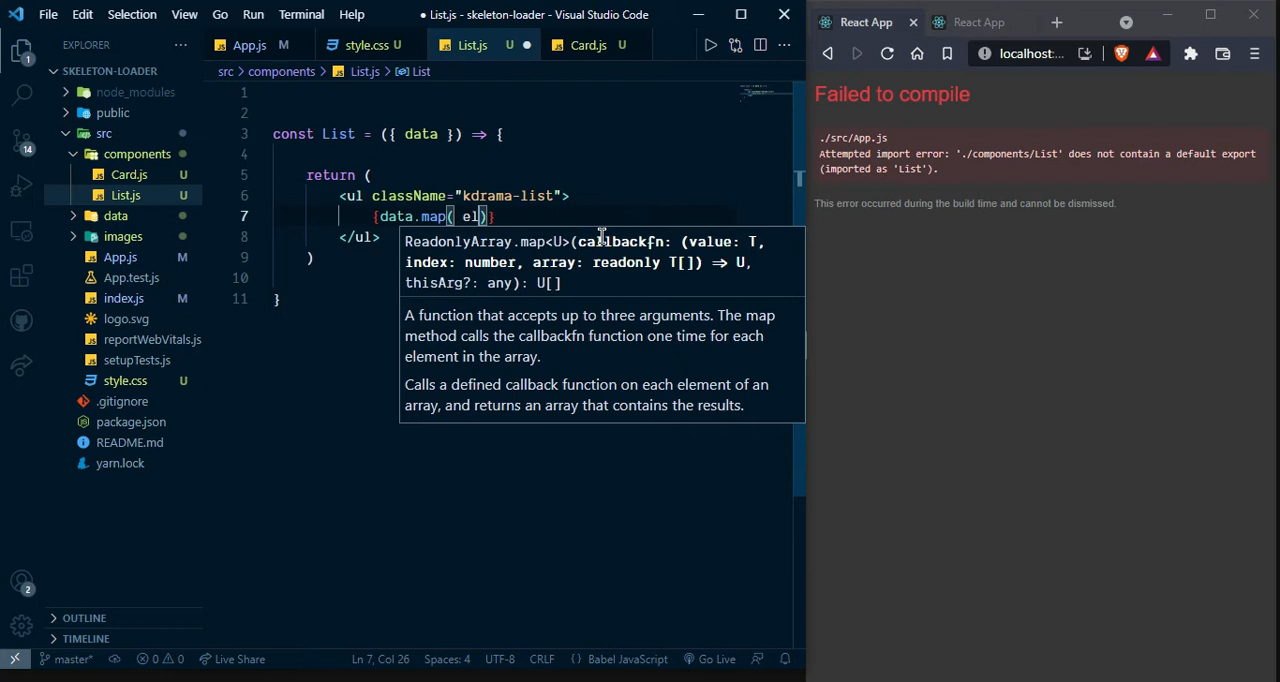 File Edit Selection View Go Run Terminal Help ● List.js - skeleton-loader - Visual Studio Code
EXPLORER
SKELETON-LOADER
node_modules
public
src
components
Card.js U
List.js U
data
images
App.js U
App.test.js
index.js M
logo.svg
reportWebVitals.js
setupTests.js
style.css U
.gitignore
package.json
README.md
yarn.lock
OUTLINE
TIMELINE
1
14
2
App.js M style.css U List.js U Card.js U
src > components > List.js > List
1
2
3 const List = ({ data }) => {
4
5 return (
6 <ul className="kdrama-list">
7 {data.map( el)}
8 </ul>
9 )
10
11 }
ReadonlyArray.map<U>(callbackfn: (value: T,
index: number, array: readonly T[]) => U,
thisArg?: any): U[]
A function that accepts up to three arguments. The map
method calls the callbackfn function one time for each
element in the array.
Calls a defined callback function on each element of an
array, and returns an array that contains the results.
master* 0 0 Live Share Ln 7, Col 26 Spaces: 4 UTF-8 CRLF Babel JavaScript Go Live
React App React App
localhost:...
Failed to compile
./src/App.js
Attempted import error: './components/List' does not contain a default export
(imported as 'List').
This error occurred during the build time and cannot be dismissed.